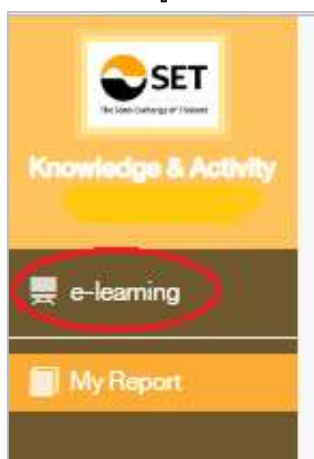 SET
The Stock Exchange of Thailand
Knowledge & Activity
e-learning
My Report